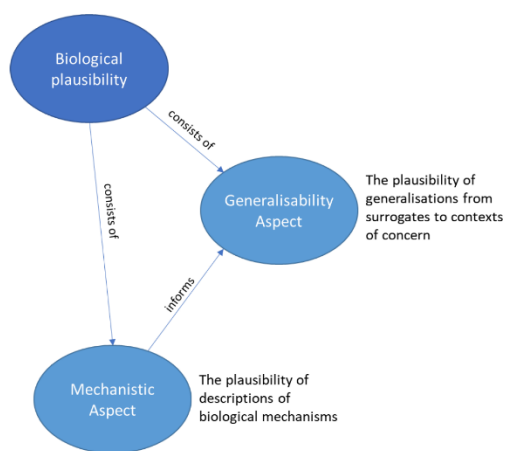 Biological
plausibility
consists of
consists of
Generalisability
Aspect
The plausibility of
generalisations from
surrogates to contexts
of concern
informs
Mechanistic
Aspect
The plausibility of
descriptions of
biological mechanisms